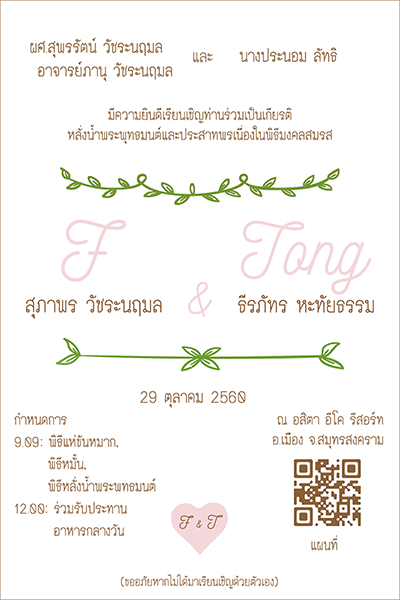 ผศ.สุพรรัตน์ วัชระนฤมล
อาจารย์ภานุ วัชระนฤมล
และ
นางประนอม ลัทธิ
มีความยินดีเรียนเชิญท่านร่วมเป็นเกียรติ
หลั่งน้ำพระพุทธมนต์และประสาทพรเนื่องในพิธีมงคลสมรส
F & Tong
สุภาพร วัชระนฤมล
ธีรภัทร หะทัยธรรม
29 ตุลาคม 2560
กำหนดการ
9.09: พิธีแห่ขันหมาก,
พิธีหมั้น,
พิธีหลั่งน้ำพระพทธมนต์
12.00: ร่วมรับประทาน
อาหารกลางวัน
ณ อสิตา อีโค รีสอร์ท
อ.เมือง จ.สมุทรสงคราม
แผนที่
F & T
(ขออภัยหากไม่ได้มาเรียนเชิญด้วยตัวเอง)